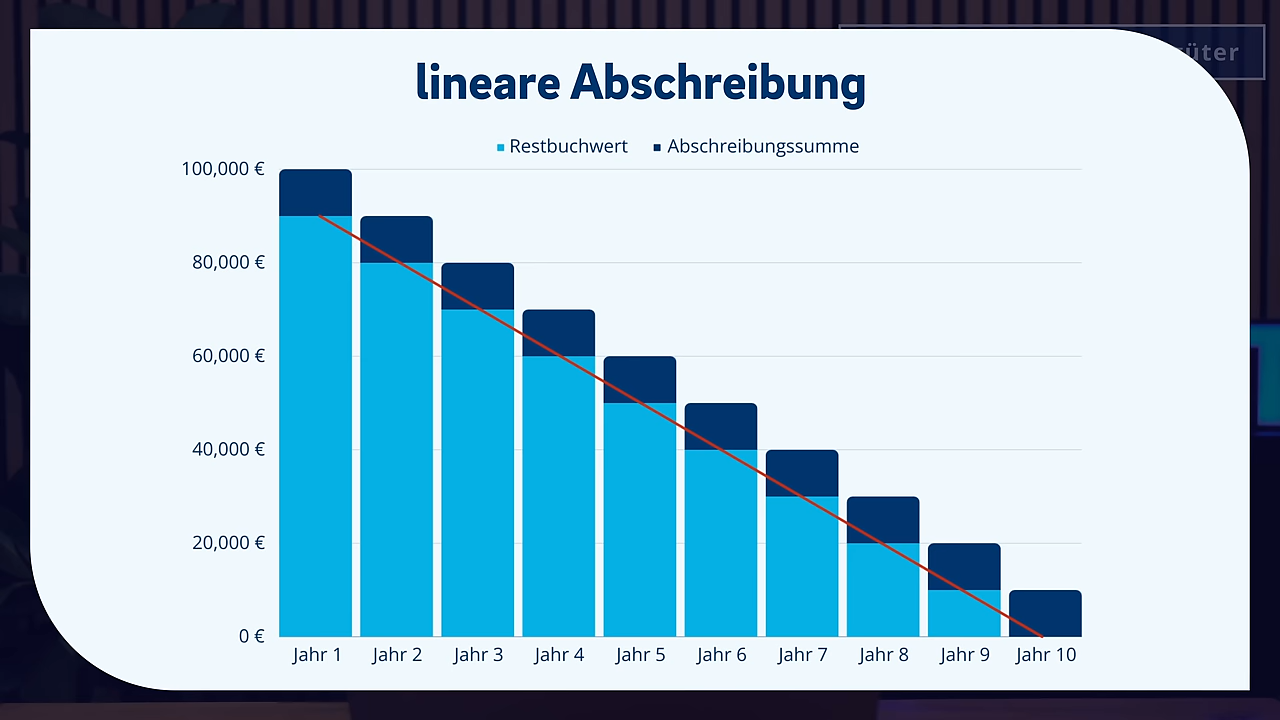 lineare Abschreibung
Restbuchwert Abschreibungssumme
100,000 €
80,000 €
60,000 €
40,000 €
20,000 €
0 €
Jahr 1 Jahr 2 Jahr 3 Jahr 4 Jahr 5 Jahr 6 Jahr 7 Jahr 8 Jahr 9 Jahr 10